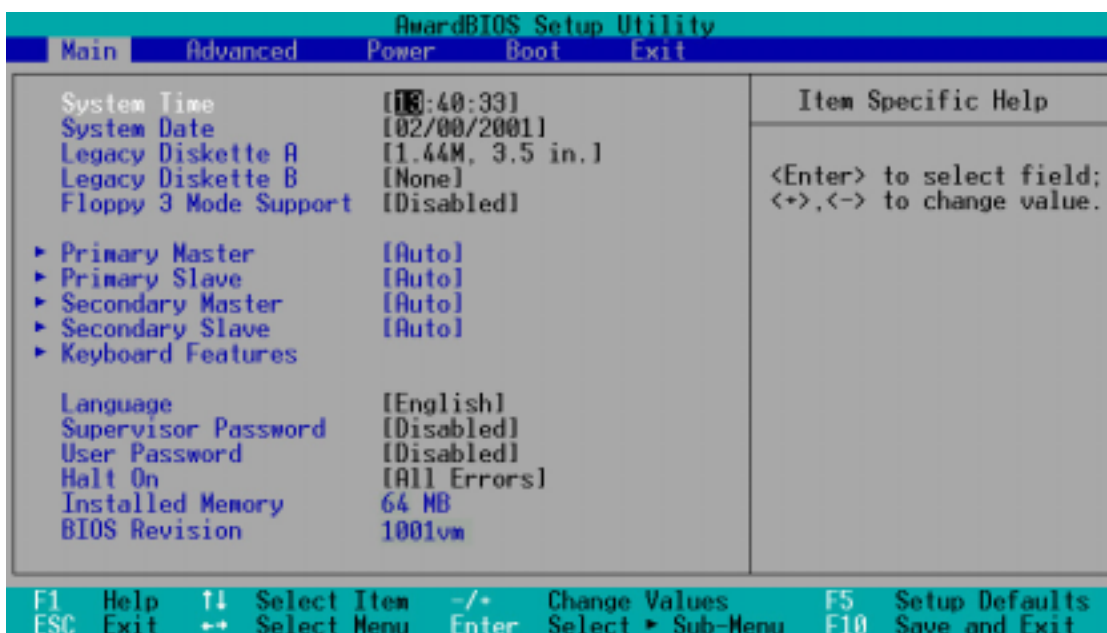 AwardBIOS Setup Utility
Main Advanced Power Boot Exit
System Time [13:40:33]
System Date [02/00/2001]
Legacy Diskette A [1.44M, 3.5 in.]
Legacy Diskette B [None]
Floppy 3 Mode Support [Disabled]
Primary Master [Auto]
Primary Slave [Auto]
Secondary Master [Auto]
Secondary Slave [Auto]
Keyboard Features
Language [English]
Supervisor Password [Disabled]
User Password [Disabled]
Halt On [All Errors]
Installed Memory 64 MB
BIOS Revision 1001vm
Item Specific Help
<Enter> to select field;
<+>,<-> to change value.
F1 Help ↑↓ Select Item -/+ Change Values F5 Setup Defaults
ESC Exit ←→ Select Menu Enter Select ► Sub-Menu F10 Save and Exit